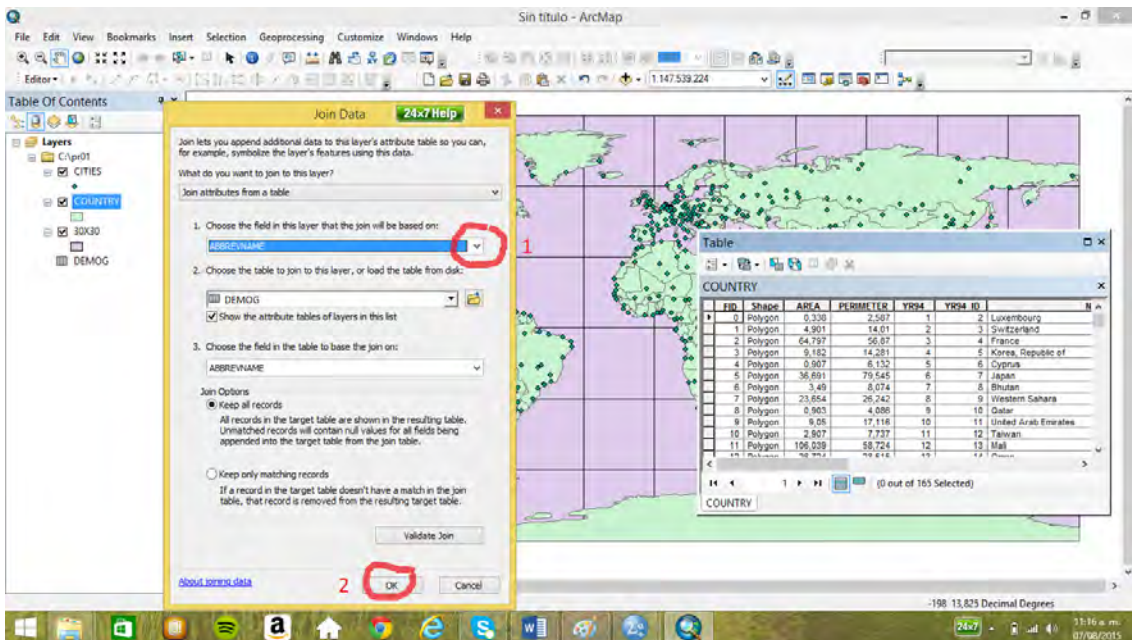 Sin título - ArcMap
File Edit View Bookmarks Insert Selection Geoprocessing Customize Windows Help
Editor 1:147.539.224
Table Of Contents
Layers
C:\pr01
CITIES
COUNTRY
30X30
DEMOG
Join Data
24x7 Help
Join lets you append additional data to this layer's attribute table so you can,
for example, symbolize the layer's features using this data.
What do you want to join to this layer?
Join attributes from a table
1. Choose the field in this layer that the join will be based on:
ABBREVNAME
1
2. Choose the table to join to this layer, or load the table from disk:
DEMOG
Show the attribute tables of layers in this list
3. Choose the field in the table to base the join on:
ABBREVNAME
Join Options
Keep all records
All records in the target table are shown in the resulting table.
Unmatched records will contain null values for all fields being
appended into the target table from the join table.
Keep only matching records
If a record in the target table doesn't have a match in the join
table, that record is removed from the resulting target table.
Validate Join
About joining data
2
OK
Cancel
Table
COUNTRY
FID Shape AREA PERIMETER YR94_ YR94_ID N
0 Polygon 0,338 2,587 1 2 Luxembourg
1 Polygon 4,901 14,01 2 3 Switzerland
2 Polygon 64,797 56,87 3 4 France
3 Polygon 9,182 14,281 4 5 Korea, Republic of
4 Polygon 0,907 6,132 5 6 Cyprus
5 Polygon 36,691 79,545 6 7 Japan
6 Polygon 3,49 8,074 7 8 Bhutan
7 Polygon 23,654 26,242 8 9 Western Sahara
8 Polygon 0,903 4,086 9 10 Qatar
9 Polygon 9,05 17,116 10 11 United Arab Emirates
10 Polygon 2,907 7,737 11 12 Taiwan
11 Polygon 106,039 58,724 12 13 Mali
1
(0 out of 165 Selected)
COUNTRY
-198 13,825 Decimal Degrees
24x7
11:16 a. m.
07/08/2015